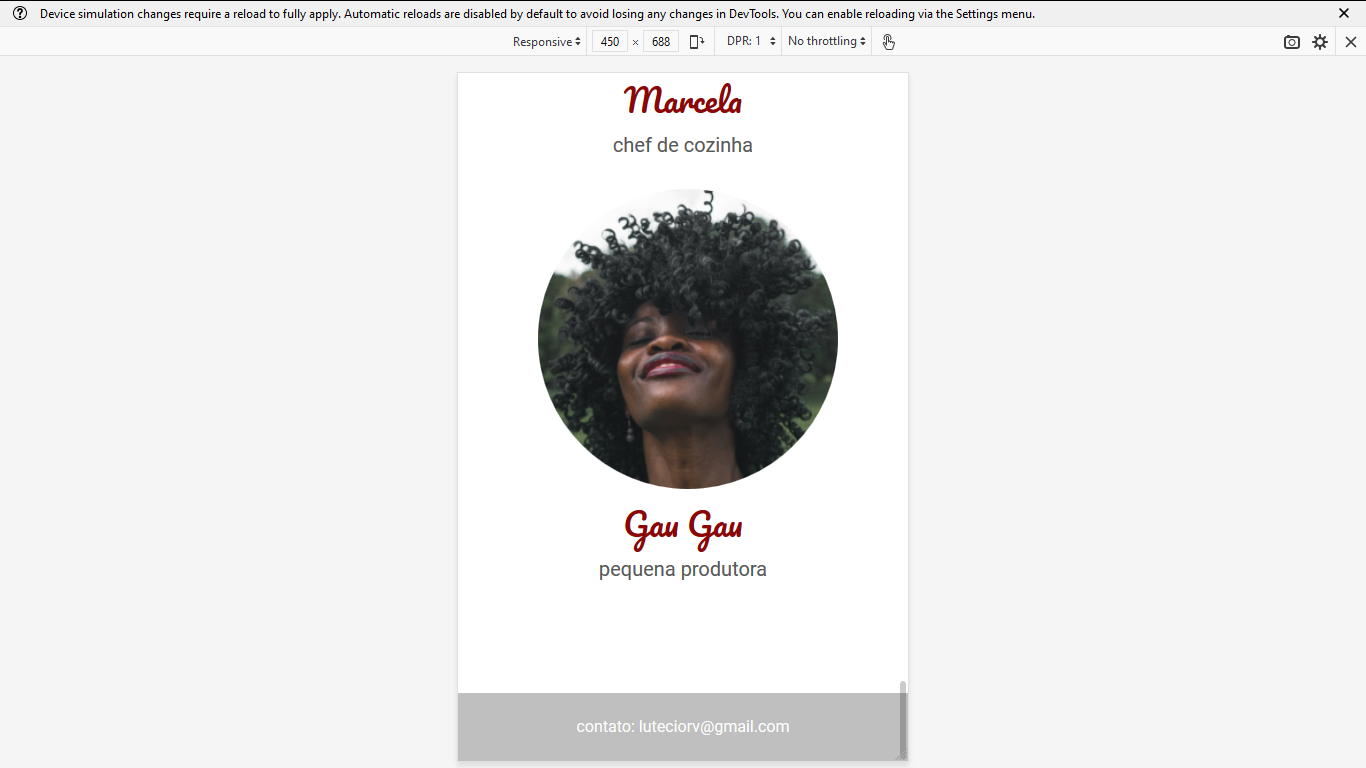 Device simulation changes require a reload to fully apply. Automatic reloads are disabled by default to avoid losing any changes in DevTools. You can enable reloading via the Settings menu.
Responsive 450 × 688 DPR: 1 No throttling
Marcela
chef de cozinha
Gau Gau
pequena produtora
contato: luteciorv@gmail.com